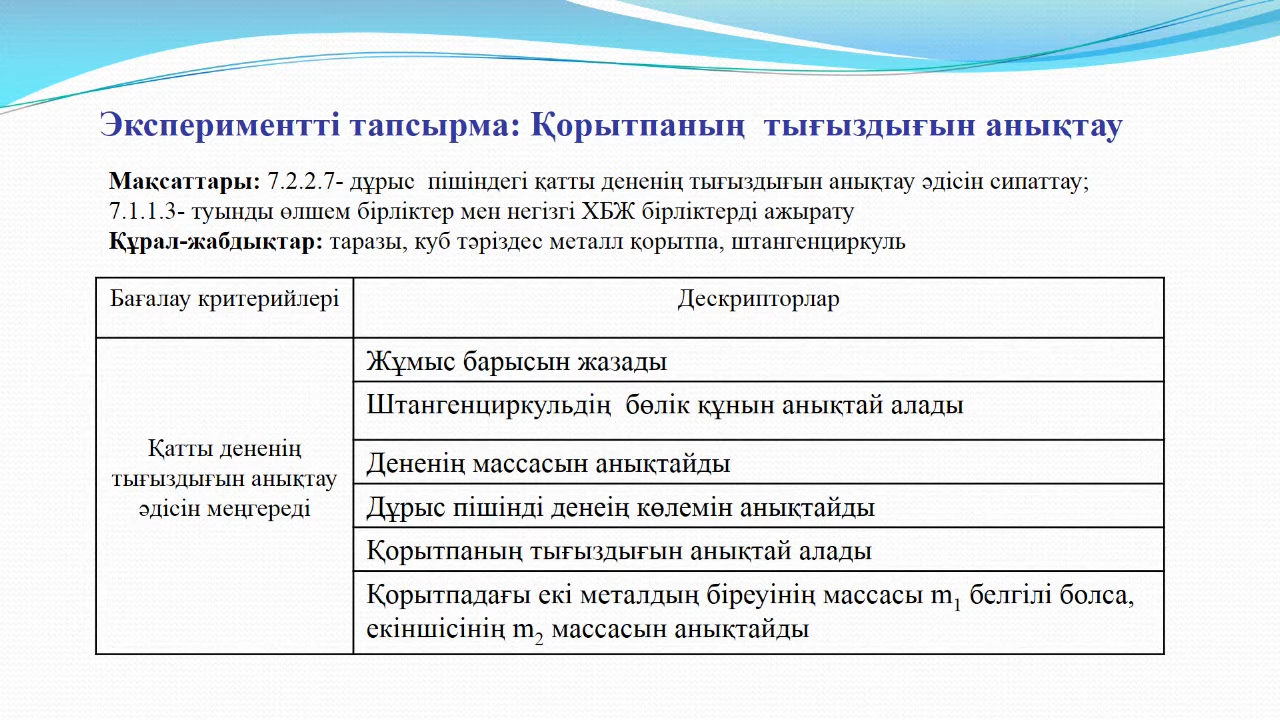 Экспериментті тапсырма: Қорытпаның тығыздығын анықтау
Мақсаттары: 7.2.2.7- дұрыс пішіндегі қатты дененің тығыздығын анықтау әдісін сипаттау;
7.1.1.3- туынды өлшем бірліктер мен негізгі ХБЖ бірліктерді ажырату
Құрал-жабдықтар: таразы, куб тәріздес металл қорытпа, штангенциркуль
Бағалау критерийлері
Дескрипторлар
Қатты дененің
тығыздығын анықтау
әдісін меңгереді
Жұмыс барысын жазады
Штангенциркульдің бөлік құнын анықтай алады
Дененің массасын анықтайды
Дұрыс пішінді денеің көлемін анықтайды
Қорытпаның тығыздығын анықтай алады
Қорытпадағы екі металдың біреуінің массасы m₁ белгілі болса,
екіншісінің m₂ массасын анықтайды